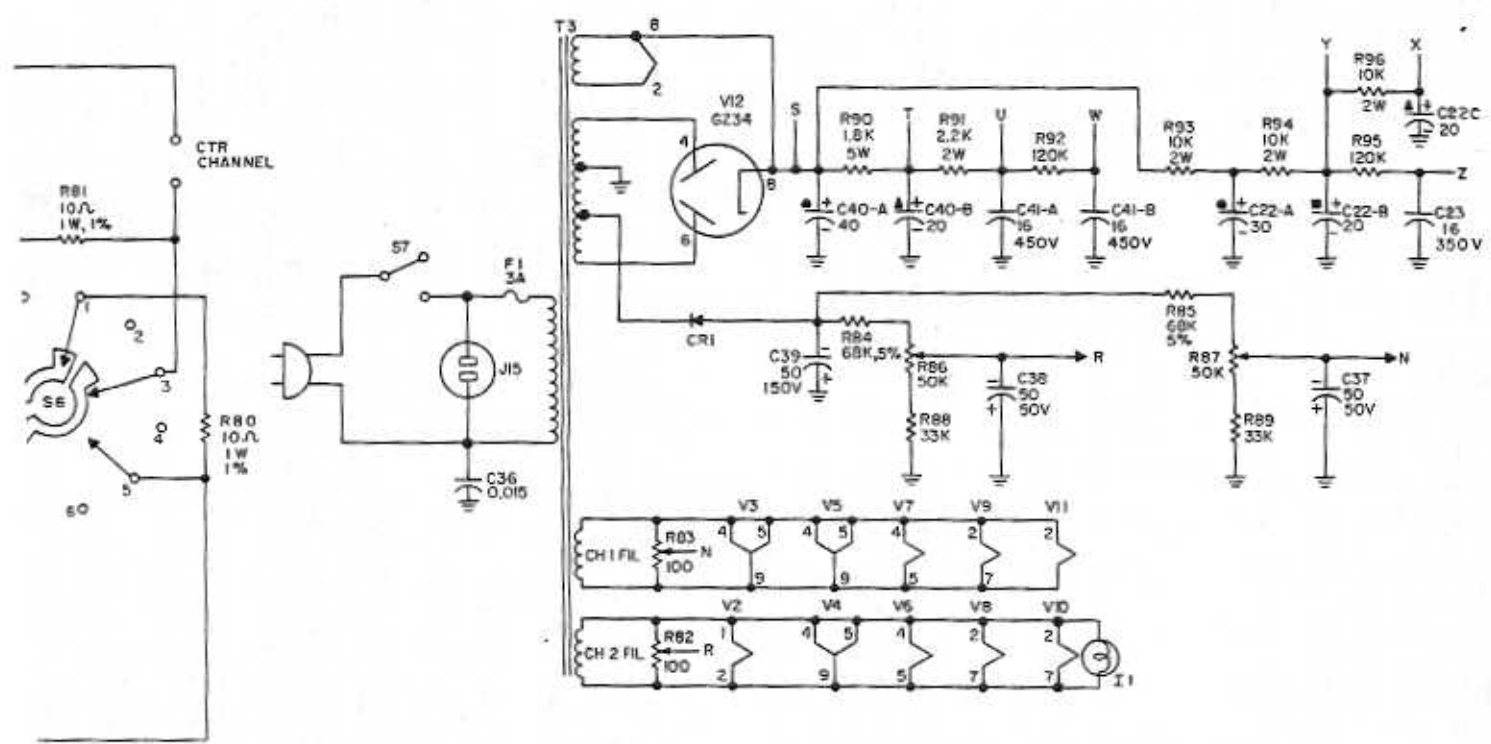 CTR
CHANNEL
R81
10Ω
1W, 1%
1
2
3
4
5
6
S6
R80
10Ω
1W
1%
S7
F1
3A
J15
C36
0.015
T3
8
2
V12
GZ34
4
6
8
S
R90
1.8K
5W
T
R91
2.2K
2W
U
R92
120K
W
C40-A
40
C40-B
20
C41-A
16
450V
C41-B
16
450V
R93
10K
2W
R94
10K
2W
Y
R96
10K
2W
X
C22C
20
R95
120K
Z
C22-A
30
C22-B
20
C23
16
350V
CR1
C39
50
150V
R84
68K, 5%
R86
50K
R
R88
33K
C38
50
50V
R85
68K
5%
R87
50K
N
R89
33K
C37
50
50V
CH 1 FIL
R83
100
N
V3
4
5
9
V5
4
5
9
V7
4
5
V9
2
7
V11
2
CH 2 FIL
R82
100
R
V2
1
2
V4
4
5
9
V6
4
5
V8
2
7
V10
2
7
I1